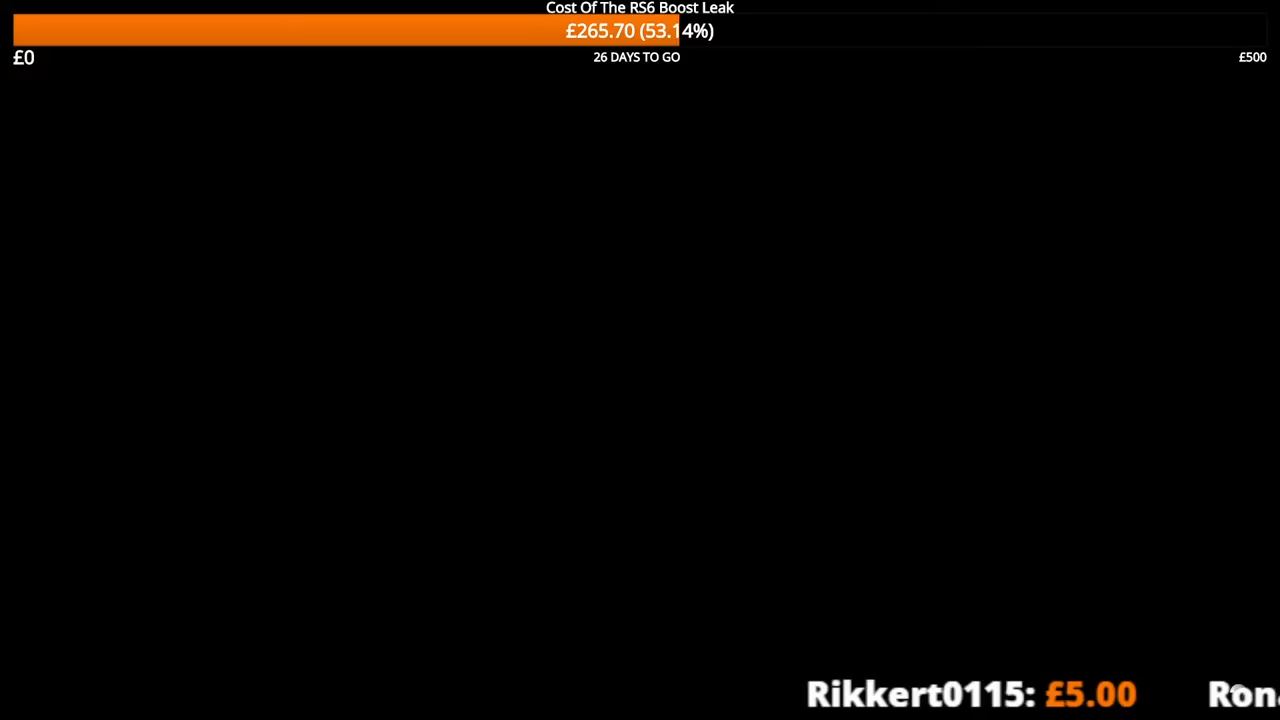 Cost Of The RS6 Boost Leak
£265.70 (53.14%)
£0
26 DAYS TO GO
£500
Rikkert0115: £5.00